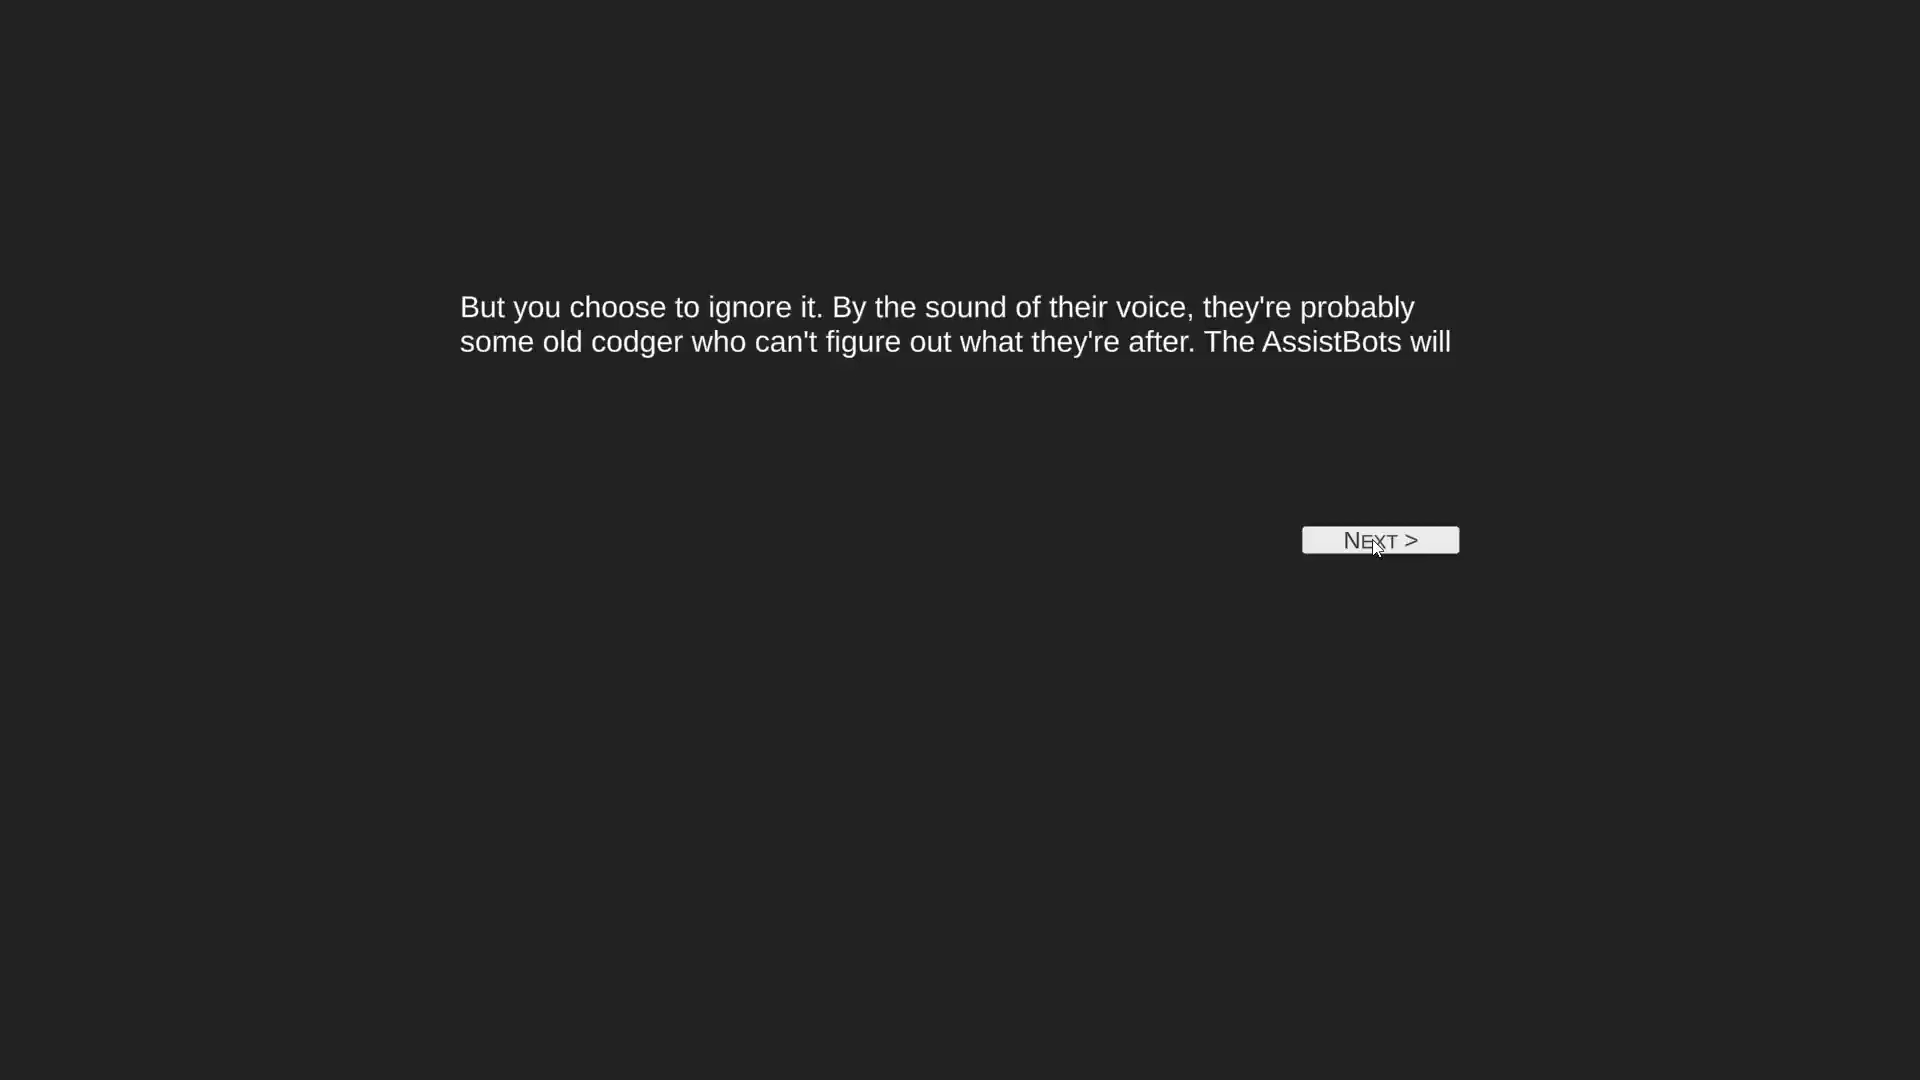 But you choose to ignore it. By the sound of their voice, they're probably
some old codger who can't figure out what they're after. The AssistBots will
Next >